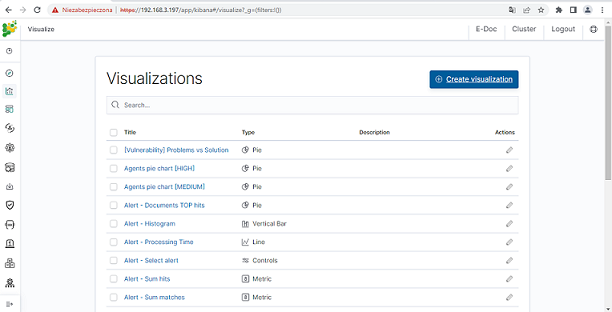 Niezabezpieczona | https://192.168.3.197/app/kibana#/visualize?_g=(filters:!())
Visualize
E-Doc
Cluster
Logout
Visualizations
Create visualization
Search...
Title Type Description Actions
[Vulnerability] Problems vs Solution Pie
Agents pie chart [HIGH] Pie
Agents pie chart [MEDIUM] Pie
Alert - Documents TOP hits Pie
Alert - Histogram Vertical Bar
Alert - Processing Time Line
Alert - Select alert Controls
Alert - Sum hits 8 Metric
Alert - Sum matches 8 Metric